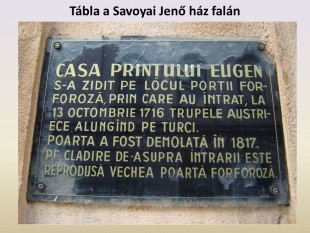 Tábla a Savoyai Jenő ház falán
CASA PRINTULUI EUGEN
S-A ZIDIT PE LOCUL PORTII FOR-
FOROZĂ, PRIN CARE AU INTRAT, LA
13 OCTOMBRIE 1716 TRUPELE AUSTRI-
ECE ALUNGÎND PE TURCI.
POARTA A FOST DEMOLATĂ ÎN 1817.
PE CLADIRE DE-ASUPRA INTRARII ESTE
REPRODUSĂ VECHEA POARTĂ FORFOROZA.